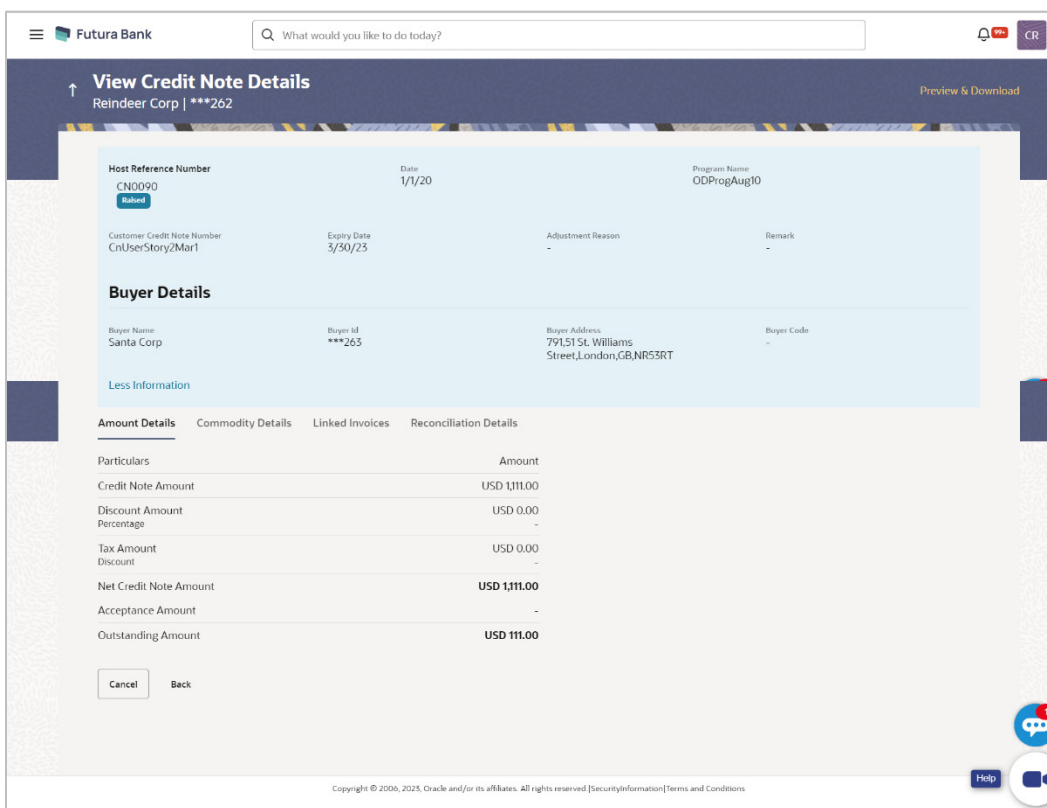 Futura Bank
What would you like to do today?
99+
CR
View Credit Note Details
Reindeer Corp | ***262
Preview & Download
Host Reference Number
CN0090
Raised
Date
1/1/20
Program Name
ODProgAug10
Customer Credit Note Number
CnUserStory2Mar1
Expiry Date
3/30/23
Adjustment Reason
-
Remark
-
Buyer Details
Buyer Name
Santa Corp
Buyer Id
***263
Buyer Address
791,51 St. Williams
Street,London,GB,NR53RT
Buyer Code
-
Less Information
Amount Details Commodity Details Linked Invoices Reconciliation Details
Particulars Amount
Credit Note Amount USD 1,111.00
Discount Amount USD 0.00
Percentage -
Tax Amount USD 0.00
Discount -
Net Credit Note Amount USD 1,111.00
Acceptance Amount -
Outstanding Amount USD 111.00
Cancel Back
Help
Copyright © 2006, 2023, Oracle and/or its affiliates. All rights reserved.|SecurityInformation|Terms and Conditions